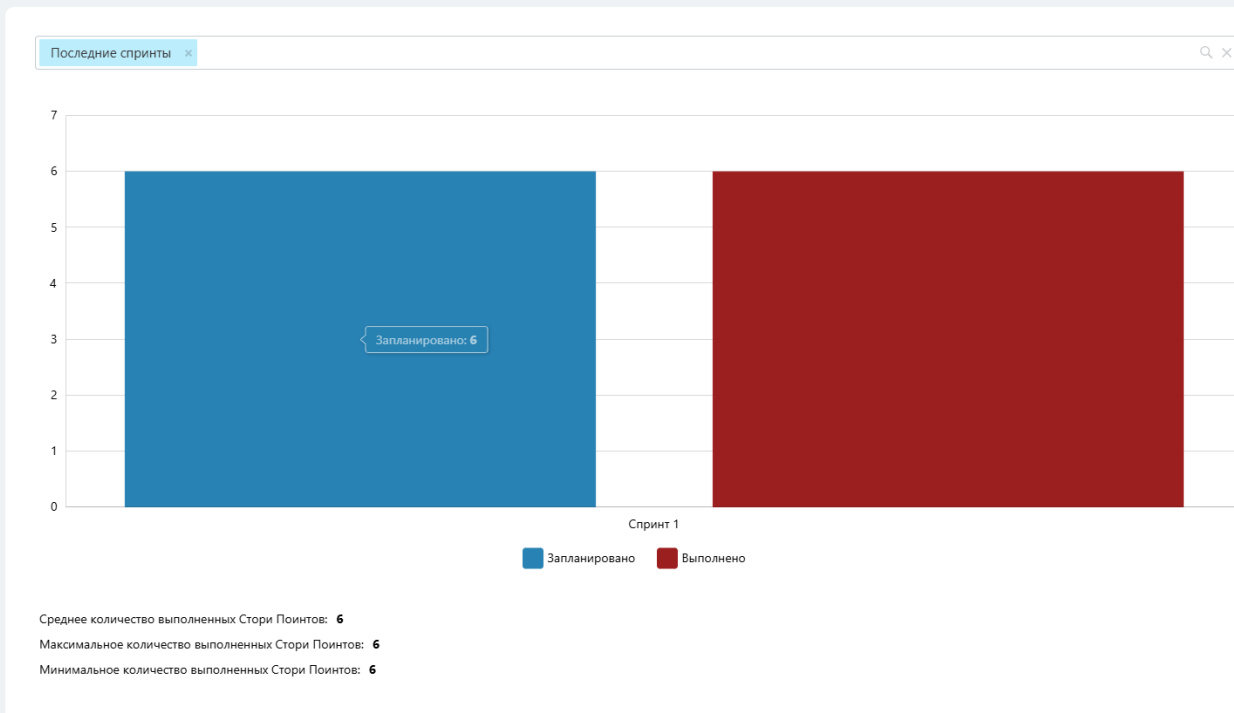 Последние спринты ×
7
6
5
4
3
2
1
0
Запланировано: 6
Спринт 1
Запланировано Выполнено
Среднее количество выполненных Стори Поинтов: 6
Максимальное количество выполненных Стори Поинтов: 6
Минимальное количество выполненных Стори Поинтов: 6